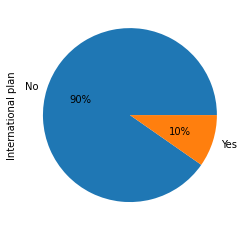 No
90%
International plan
10%
Yes